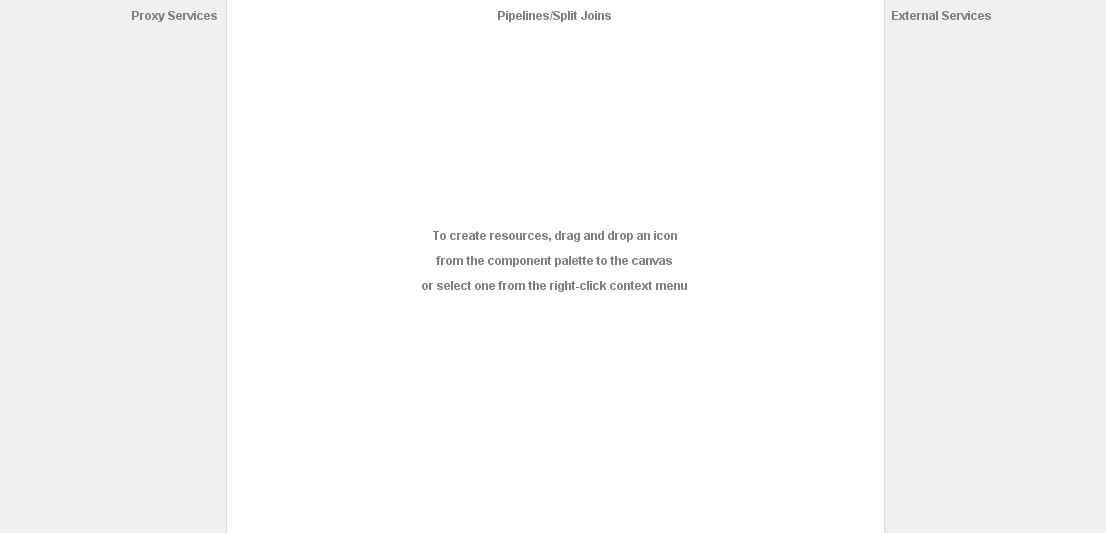 Proxy Services
Pipelines/Split Joins
External Services
To create resources, drag and drop an icon
from the component palette to the canvas
or select one from the right-click context menu